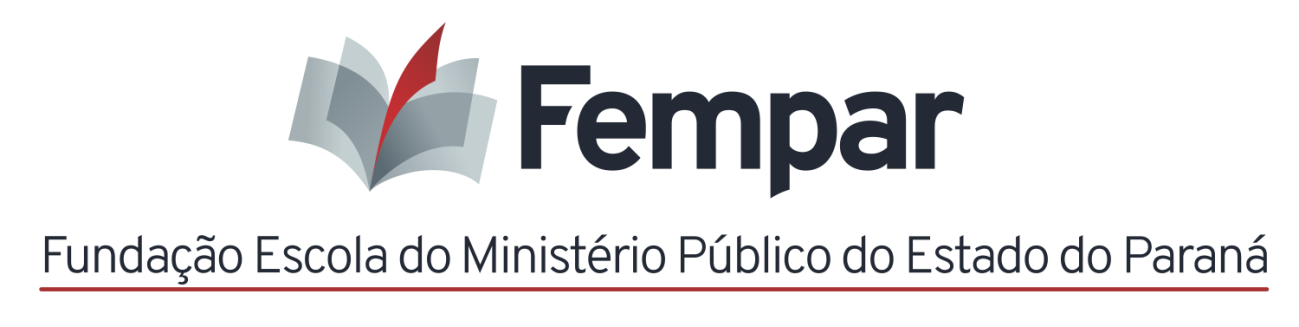 Fempar
Fundação Escola do Ministério Público do Estado do Paraná